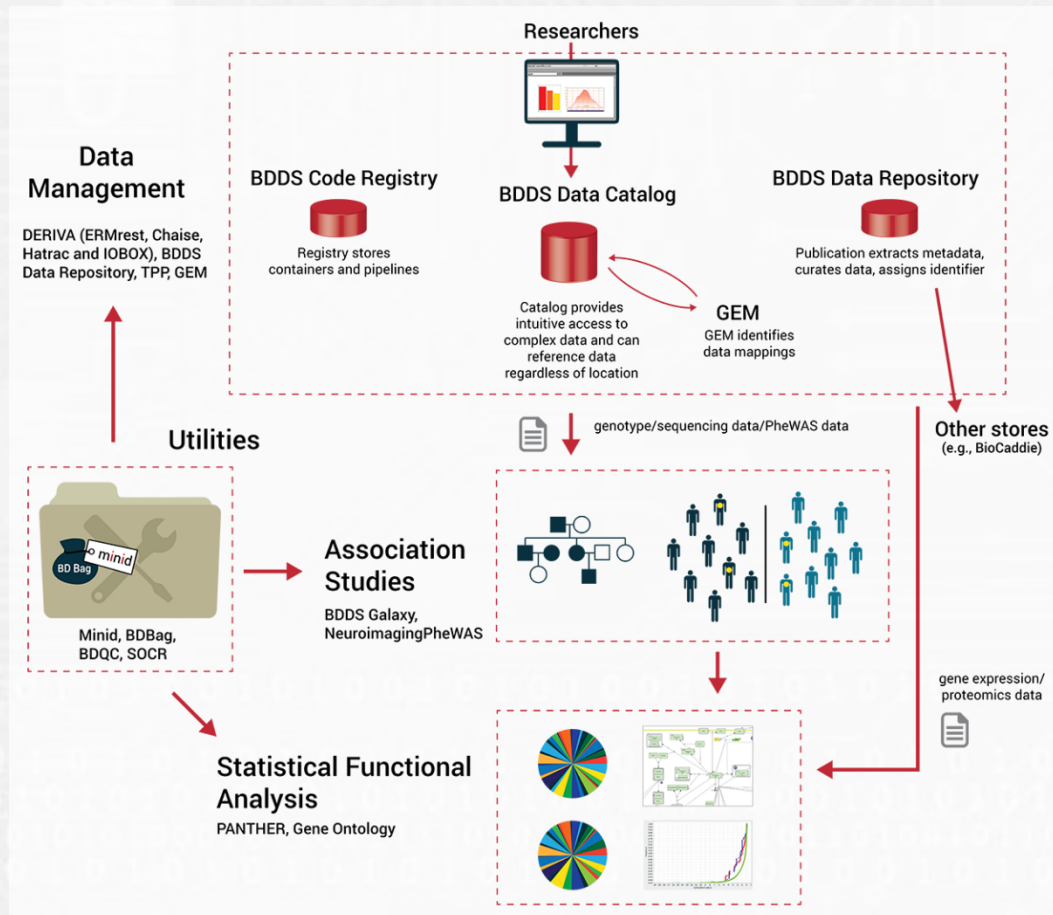 Researchers
Data
Management
DERIVA (ERMrest, Chaise,
Hatrac and IOBOX), BDDS
Data Repository, TPP, GEM
BDDS Code Registry
Registry stores
containers and pipelines
BDDS Data Catalog
Catalog provides
intuitive access to
complex data and can
reference data
regardless of location
GEM
GEM identifies
data mappings
BDDS Data Repository
Publication extracts metadata,
curates data, assigns identifier
genotype/sequencing data/PheWAS data
Other stores
(e.g., BioCaddie)
Utilities
minid
BD Bag
Minid, BDBag,
BDQC, SOCR
Association
Studies
BDDS Galaxy,
NeuroimagingPheWAS
gene expression/
proteomics data
Statistical Functional
Analysis
PANTHER, Gene Ontology